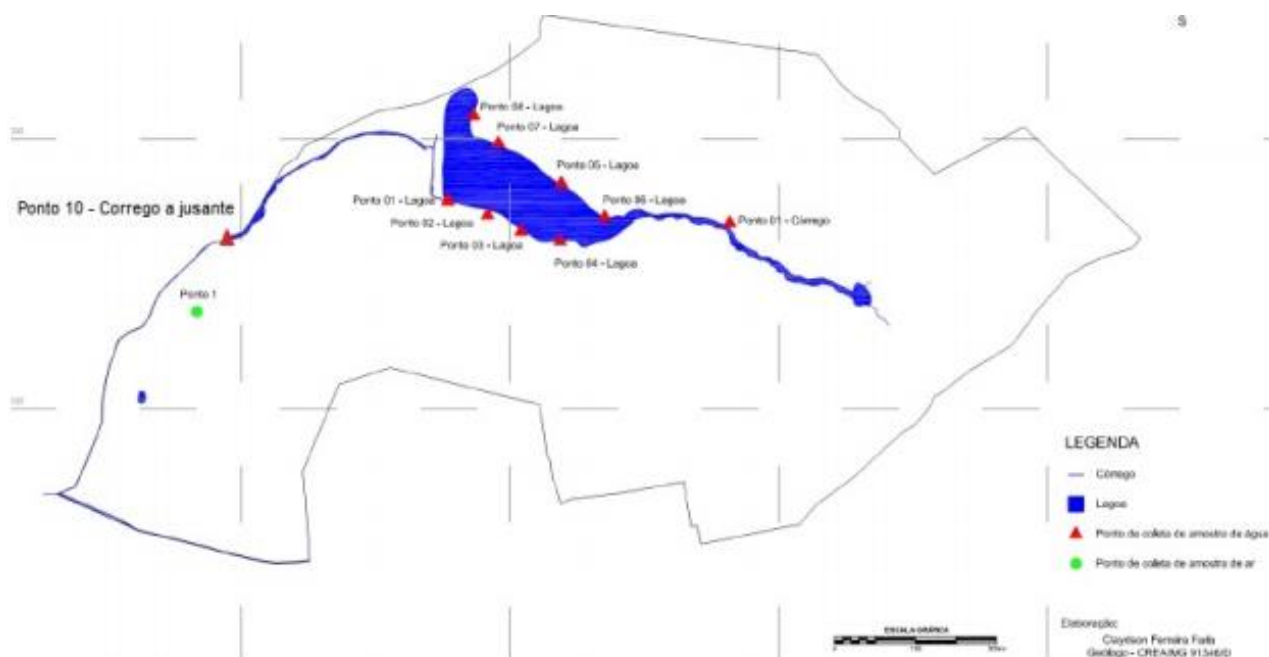 S
Ponto 08 - Lagoa
Ponto 07 - Lagoa
Ponto 05 - Lagoa
Ponto 01 - Lagoa
Ponto 06 - Lagoa
Ponto 10 - Corrego a jusante
Ponto 02 - Lagoa
Ponto 01 - Córrego
Ponto 03 - Lagoa
Ponto 04 - Lagoa
Ponto 1
LEGENDA
Córrego
Lagoa
Ponto de coleta de amostra de água
Ponto de coleta de amostra de ar
ESCALA GRÁFICA
Elaboração:
Ferreira
Geólogo - CREA/MG